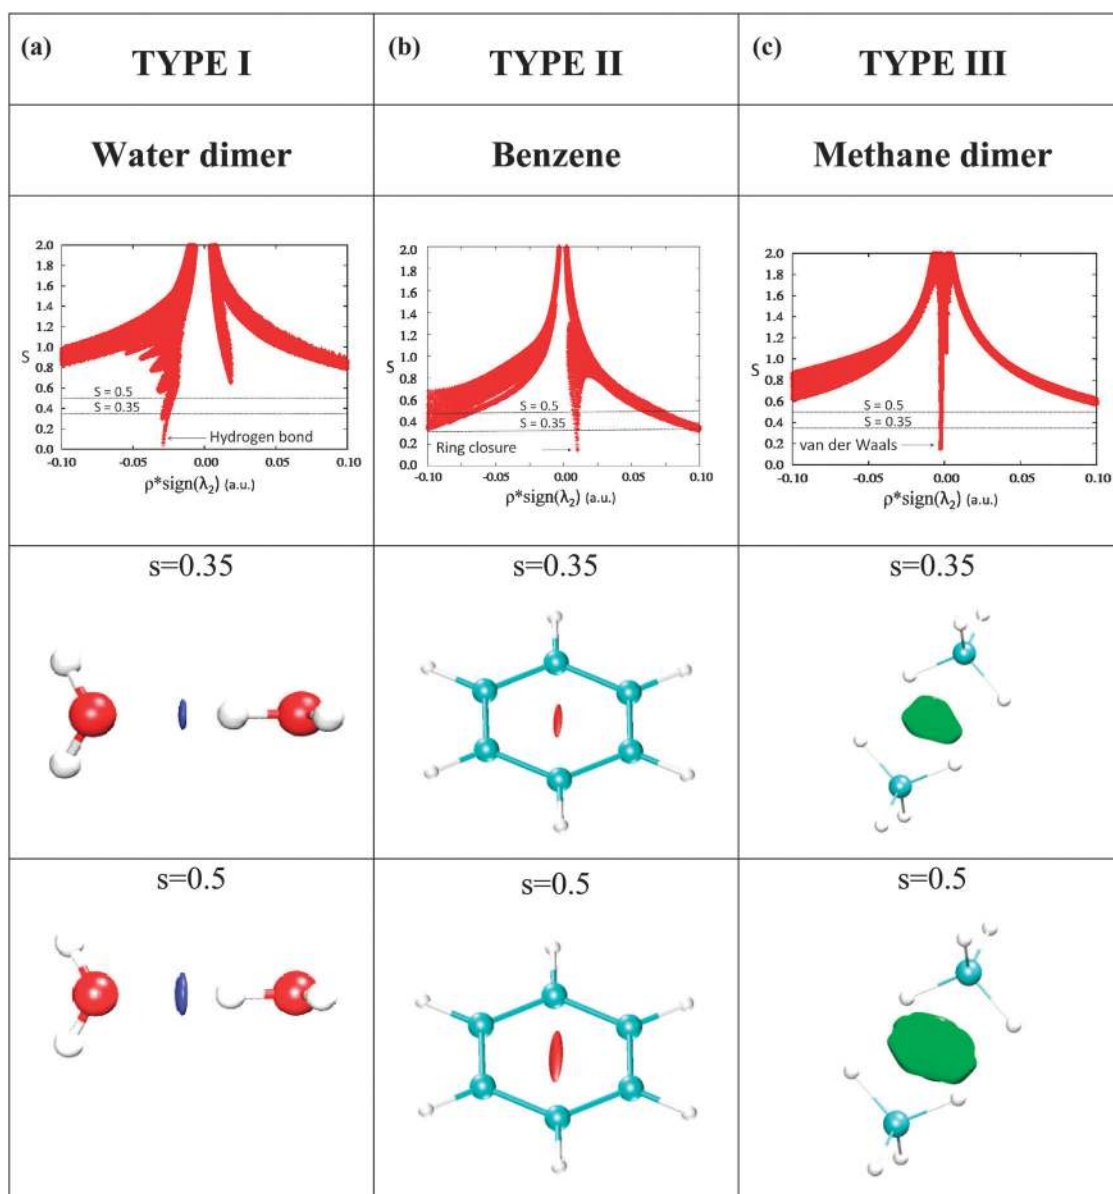 (a) TYPE I
(b) TYPE II
(c) TYPE III
Water dimer
Benzene
Methane dimer
2.0
1.8
1.6
1.4
1.2
1.0
S
0.8
0.6
S = 0.5
0.4
S = 0.35
0.2
Hydrogen bond
0.0
-0.10 -0.05 0.00 0.05 0.10
ρ*sign(λ₂) (a.u.)
2.0
1.8
1.6
1.4
1.2
1.0
S
0.8
0.6
S = 0.5
0.4
S = 0.35
0.2
Ring closure
0.0
-0.10 -0.05 0.00 0.05 0.10
ρ*sign(λ₂) (a.u.)
2.0
1.8
1.6
1.4
1.2
1.0
S
0.8
0.6
S = 0.5
0.4
S = 0.35
0.2
van der Waals
0.0
-0.10 -0.05 0.00 0.05 0.10
ρ*sign(λ₂) (a.u.)
s=0.35
s=0.35
s=0.35
s=0.5
s=0.5
s=0.5